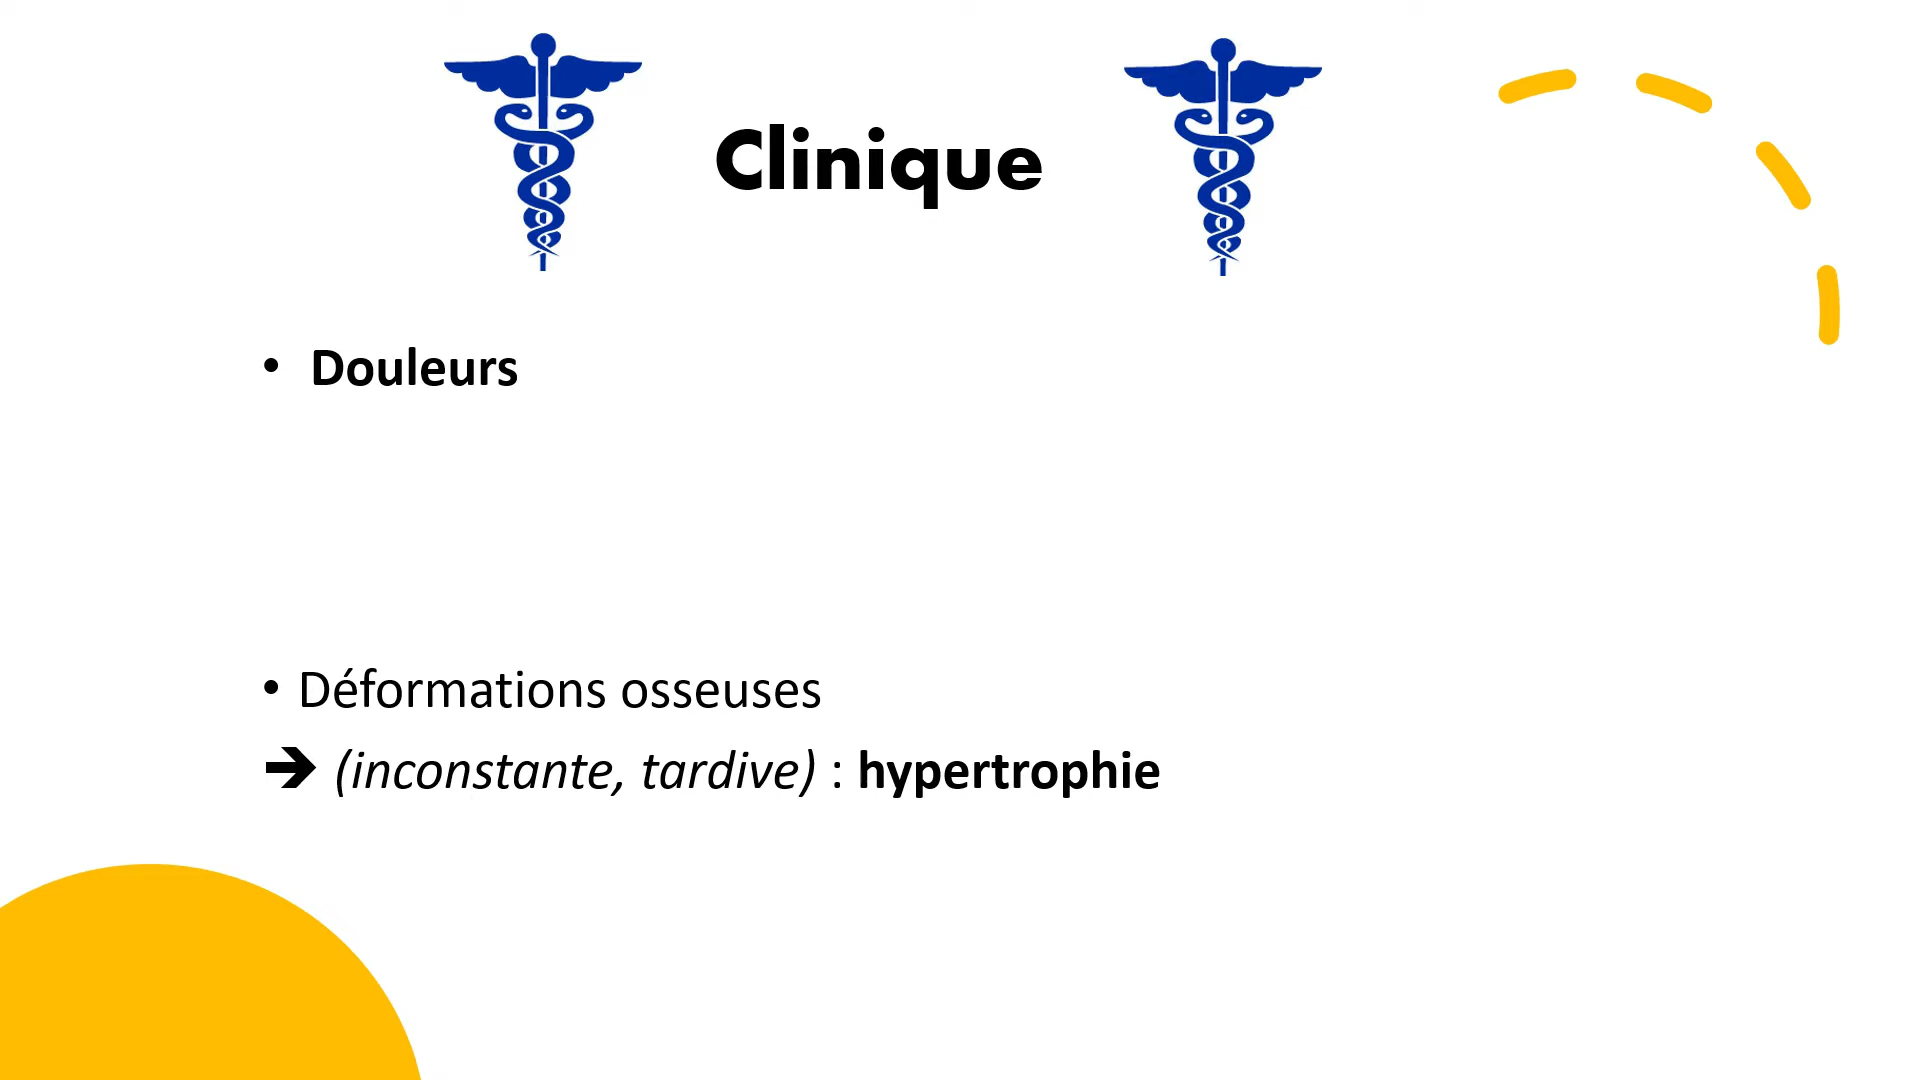 Clinique
• Douleurs
• Déformations osseuses
➔ (inconstante, tardive) : hypertrophie